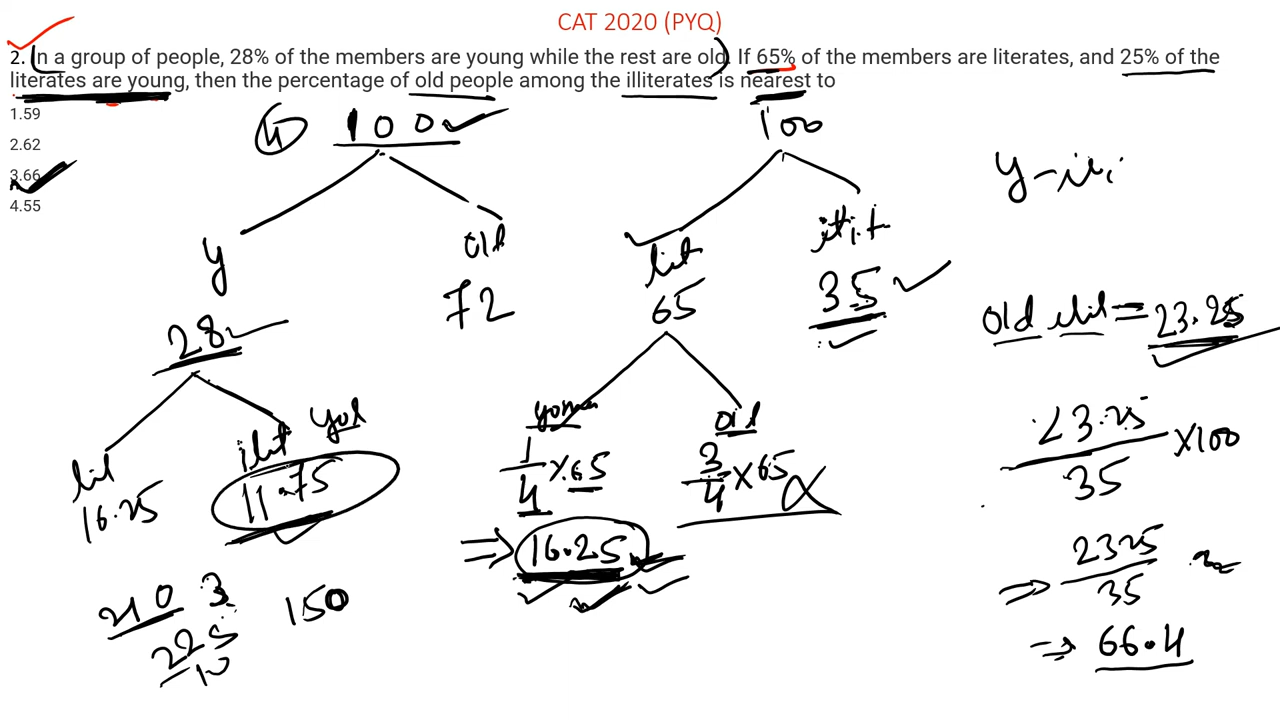 CAT 2020 (PYQ)
2. In a group of people, 28% of the members are young while the rest are old. If 65% of the members are literates, and 25% of the
literates are young, then the percentage of old people among the illiterates is nearest to
1.59
2.62
3.66
4.55
100
100
y - ili
y
old
lit
illit
72
65
35
28
old illit = 23.25
lit
ilit
young
old
16.25
11.75
1/4 × 65
3/4 × 65
23.25/35 × 100
16.25
2325/35
210 3
150
225
66.4